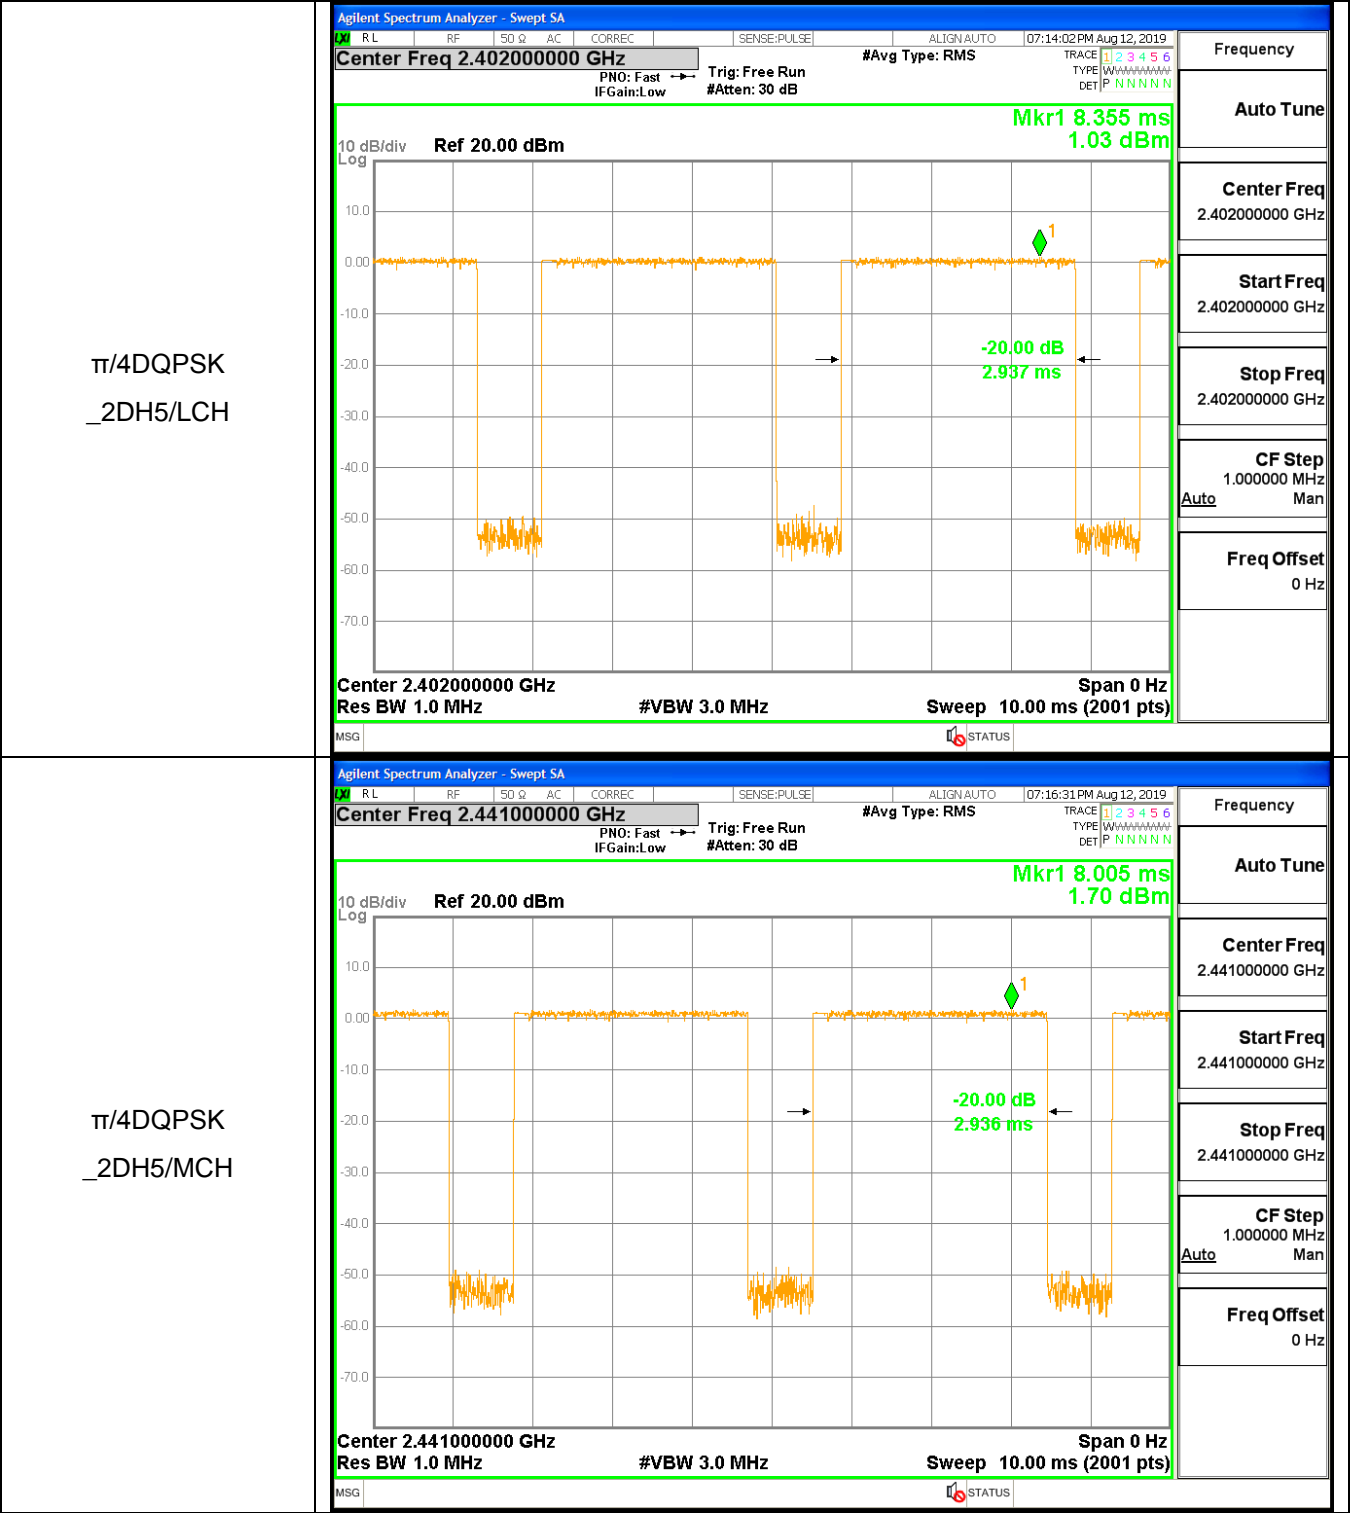 π/4DQPSK
_2DH5/LCH
Agilent Spectrum Analyzer - Swept SA
LXI RL RF 50 Ω AC CORREC SENSE:PULSE ALIGN AUTO 07:14:02 PM Aug 12, 2019
Center Freq 2.402000000 GHz
#Avg Type: RMS
TRACE 1 2 3 4 5 6
PNO: Fast
Trig: Free Run
TYPE
IFGain:Low
#Atten: 30 dB
DET P N N N N N
Mkr1 8.355 ms
1.03 dBm
10 dB/div Ref 20.00 dBm
Log
10.0
1
0.00
-10.0
-20.00 dB
-20.0
2.937 ms
-30.0
-40.0
-50.0
-60.0
-70.0
Center 2.402000000 GHz Span 0 Hz
Res BW 1.0 MHz #VBW 3.0 MHz Sweep 10.00 ms (2001 pts)
MSG STATUS
Frequency
Auto Tune
Center Freq
2.402000000 GHz
Start Freq
2.402000000 GHz
Stop Freq
2.402000000 GHz
CF Step
1.000000 MHz
Auto Man
Freq Offset
0 Hz
π/4DQPSK
_2DH5/MCH
Agilent Spectrum Analyzer - Swept SA
LXI RL RF 50 Ω AC CORREC SENSE:PULSE ALIGN AUTO 07:16:31 PM Aug 12, 2019
Center Freq 2.441000000 GHz
#Avg Type: RMS
TRACE 1 2 3 4 5 6
PNO: Fast
Trig: Free Run
TYPE
IFGain:Low
#Atten: 30 dB
DET P N N N N N
Mkr1 8.005 ms
1.70 dBm
10 dB/div Ref 20.00 dBm
Log
10.0
1
0.00
-10.0
-20.00 dB
-20.0
2.936 ms
-30.0
-40.0
-50.0
-60.0
-70.0
Center 2.441000000 GHz Span 0 Hz
Res BW 1.0 MHz #VBW 3.0 MHz Sweep 10.00 ms (2001 pts)
MSG STATUS
Frequency
Auto Tune
Center Freq
2.441000000 GHz
Start Freq
2.441000000 GHz
Stop Freq
2.441000000 GHz
CF Step
1.000000 MHz
Auto Man
Freq Offset
0 Hz